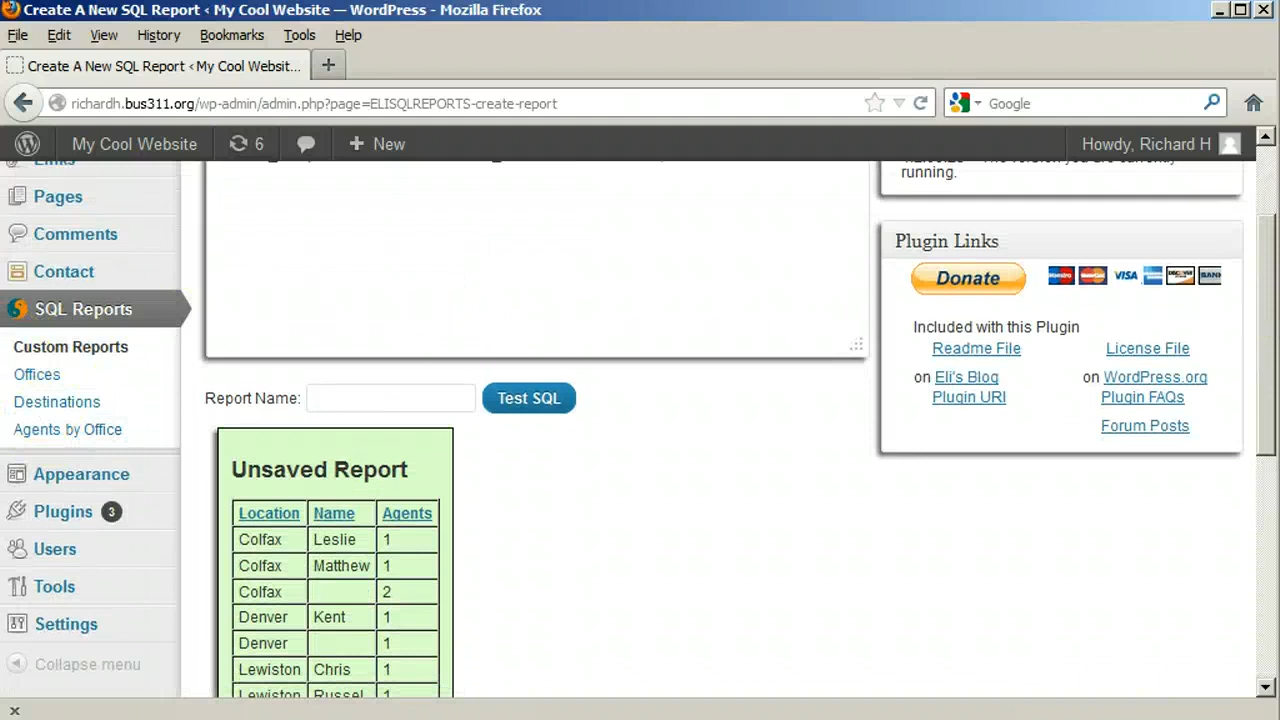 Create A New SQL Report ‹ My Cool Website — WordPress - Mozilla Firefox
File Edit View History Bookmarks Tools Help
Create A New SQL Report ‹ My Cool Websit...
richardh.bus311.org/wp-admin/admin.php?page=ELISQLREPORTS-create-report
Google
My Cool Website 6 New Howdy, Richard H
Links
Pages
Comments
Contact
SQL Reports
Custom Reports
Offices
Destinations
Agents by Office
Appearance
Plugins 3
Users
Tools
Settings
Collapse menu
Report Name: Test SQL
Unsaved Report
Location Name Agents
Colfax Leslie 1
Colfax Matthew 1
Colfax 2
Denver Kent 1
Denver 1
Lewiston Chris 1
Lewiston Russel 1
running.
Plugin Links
Donate VISA
Included with this Plugin
Readme File License File
on Eli's Blog on WordPress.org
Plugin URI Plugin FAQs
Forum Posts